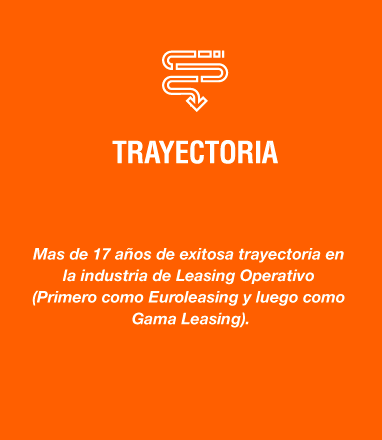 TRAYECTORIA
Mas de 17 años de exitosa trayectoria en
la industria de Leasing Operativo
(Primero como Euroleasing y luego como
Gama Leasing).